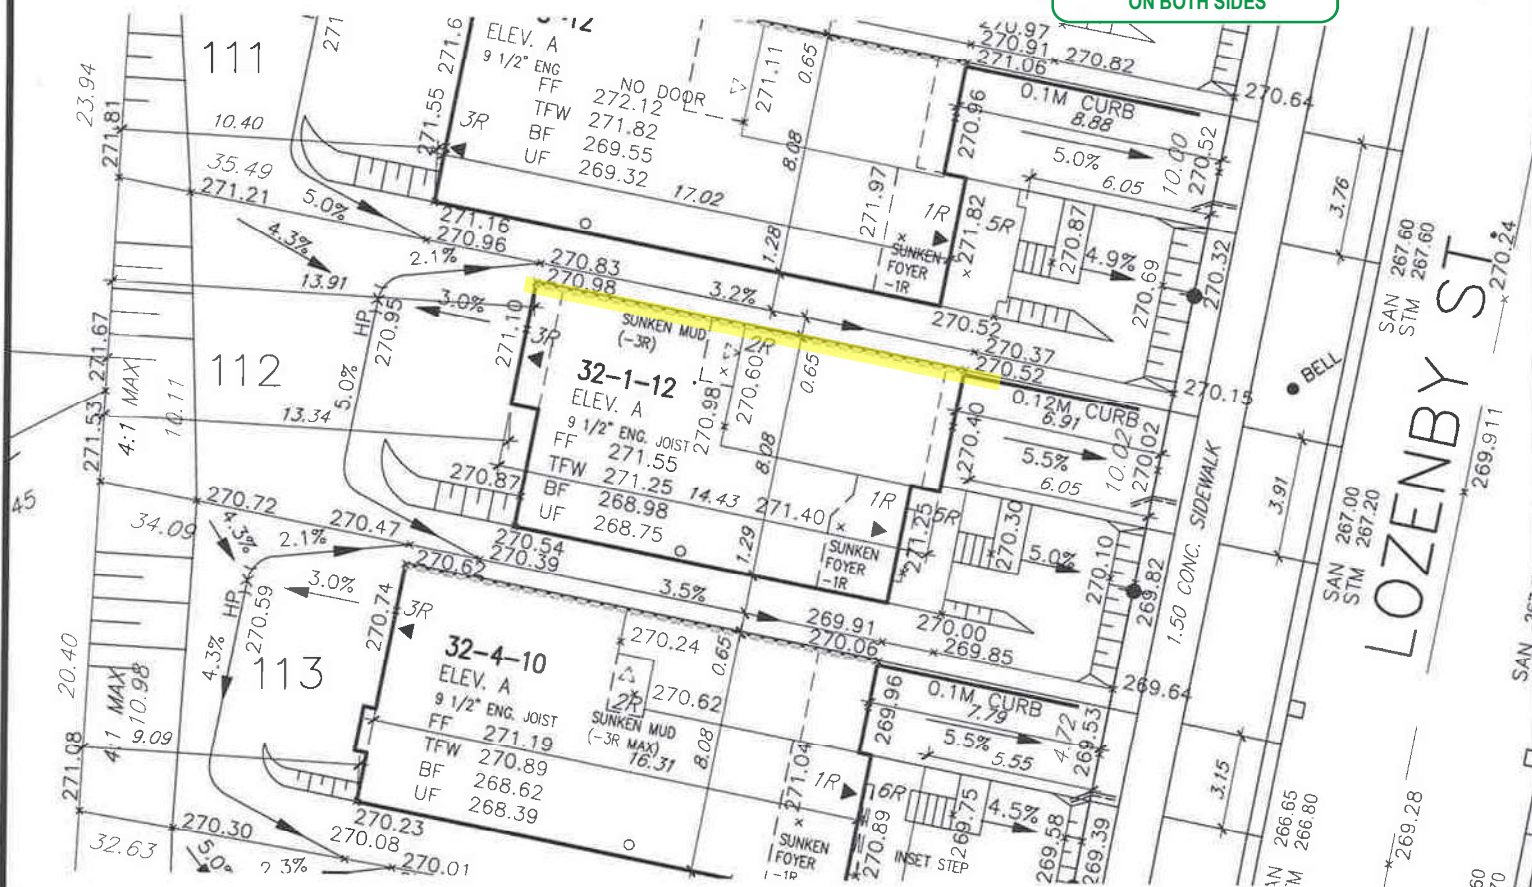 ON BOTH SIDES
111
23.94
271.81
10.40
35.49
271.21
5.0%
4.3%
271
271.6
271.55
3R
ELEV. A
9 1/2" ENG
FF
NO DOOR
272.12
TFW
271.82
BF
269.55
UF
269.32
17.02
271.11
0.65
8.08
271.97
1R
271.82
SUNKEN
FOYER
-1R
1.28
270.97
270.91
270.82
271.06
270.96
0.1M CURB
8.88
5.0%
6.05
10.00
270.52
270.64
5R
270.87
4.9%
270.69
270.32
3.76
SAN 267.60
STM 267.60
270.24
271.16
270.96
2.1%
270.83
270.98
3.2%
270.52
270.37
270.52
270.15
13.91
3.0%
HP
270.95
271.10
3R
SUNKEN MUD
(-3R)
2R
270.60
270.98
0.65
112
271.67
4:1 MAX
10.11
271.53
5.0%
13.34
32-1-12
ELEV. A
9 1/2" ENG. JOIST
FF
271.55
TFW
271.25
BF
268.98
UF
268.75
14.43
8.08
271.40
1R
271.25
SUNKEN
FOYER
-1R
1.29
270.40
0.12M CURB
6.91
5.5%
6.05
10.02
270.02
5R
270.30
5.0%
270.10
269.82
1.50 CONC. SIDEWALK
BELL
3.91
SAN 267.00
STM 267.20
LOZENBY ST.
269.911
45
270.87
270.72
34.09
4.3%
2.1%
270.47
270.54
270.39
270.62
3.5%
269.91
270.06
270.00
269.85
269.64
HP
270.59
3.0%
270.74
3R
113
4.3%
20.40
4:1 MAX
10.98
9.09
271.08
32-4-10
ELEV. A
9 1/2" ENG. JOIST
FF
271.19
TFW
270.89
BF
268.62
UF
268.39
270.24
0.65
270.62
2R
SUNKEN MUD
(-3R MAX)
16.31
8.08
271.04
1R
SUNKEN
FOYER
-1R
269.96
0.1M CURB
7.79
5.5%
5.55
4.72
269.53
6R
270.89
269.75
4.5%
INSET STEP
269.58
269.39
3.15
266.65
266.80
269.28
SAN
270.30
32.63
5.0%
270.23
270.08
270.01